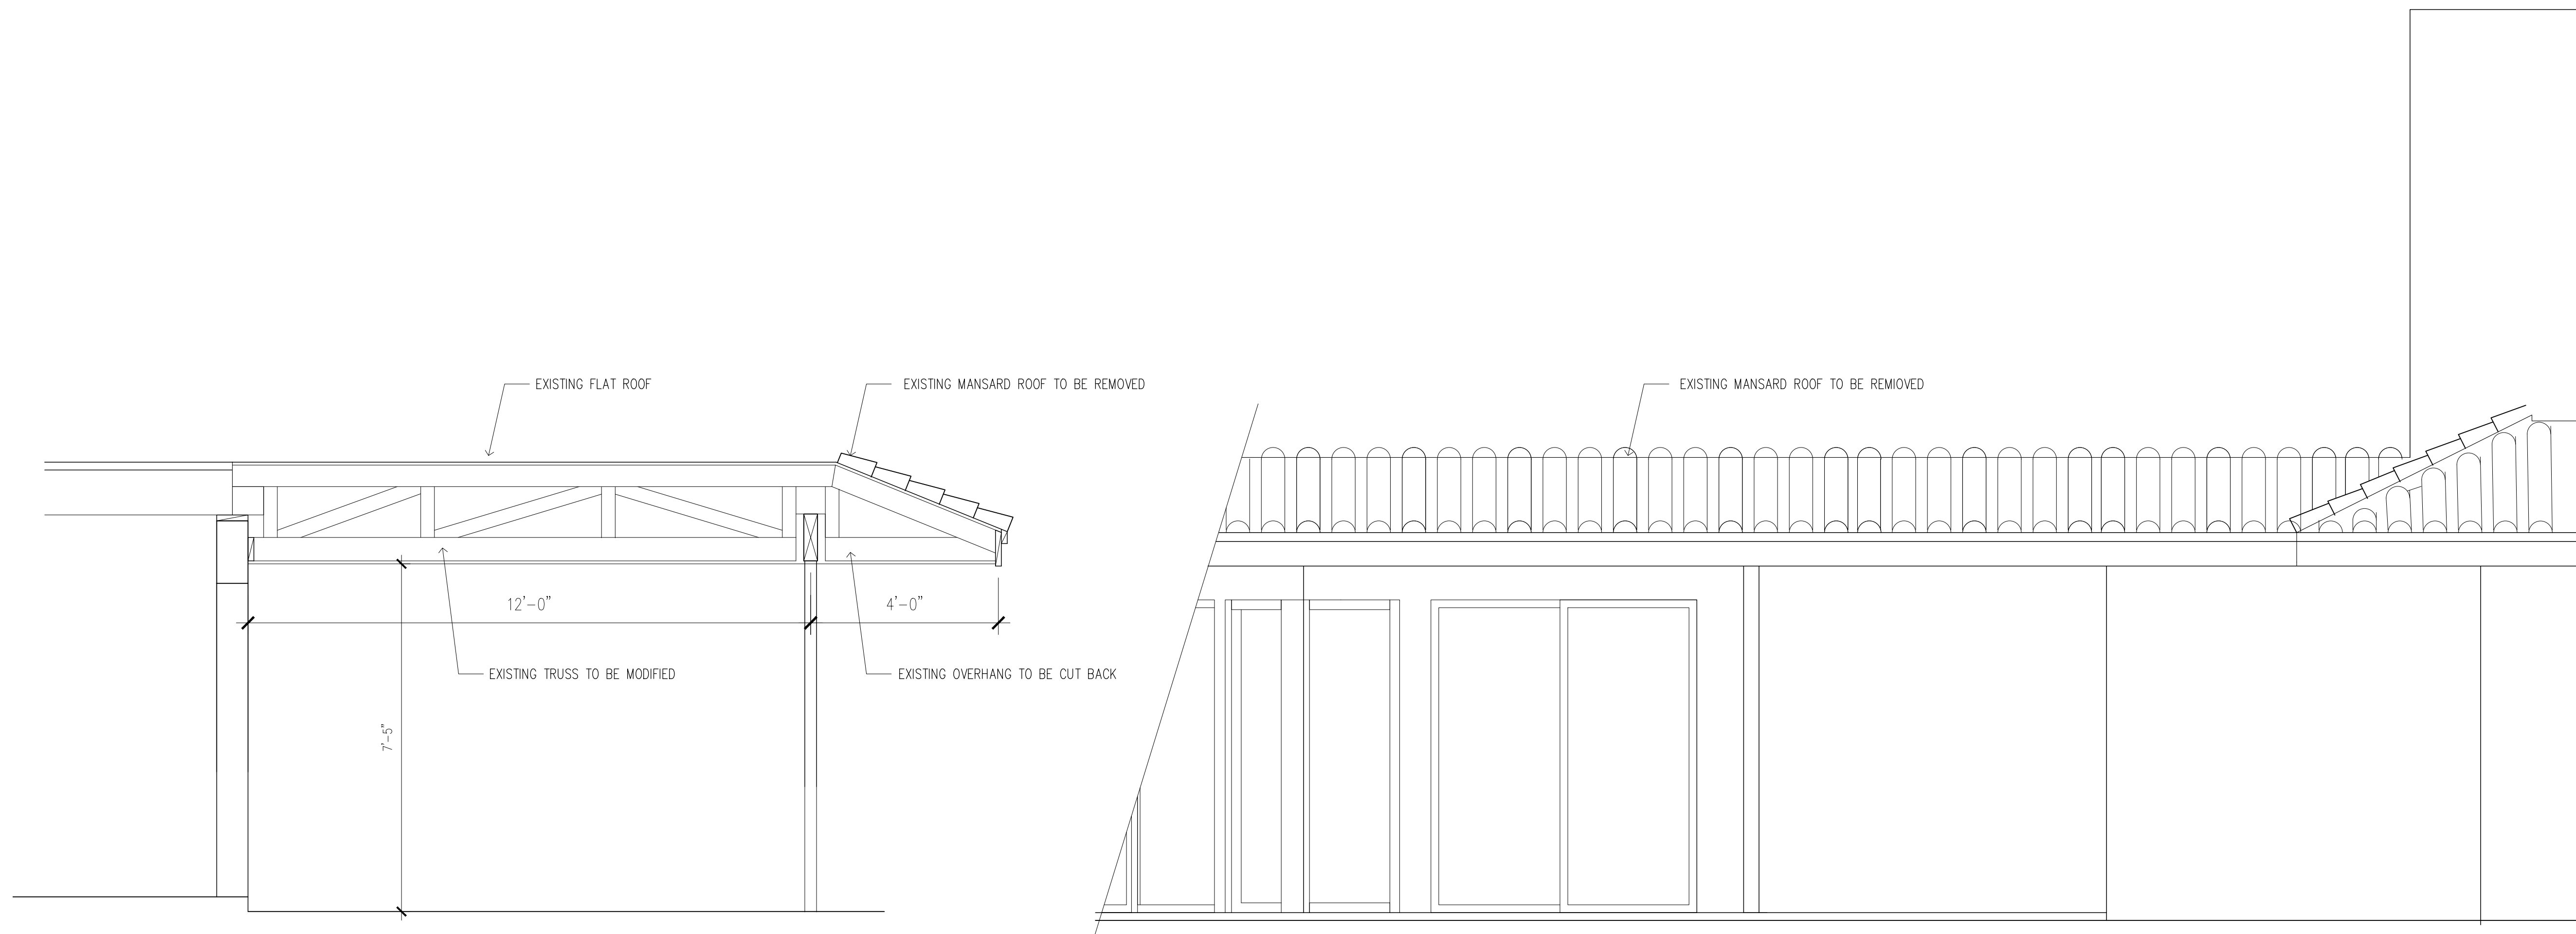 EXISTING FLAT ROOF
EXISTING MANSARD ROOF TO BE REMOVED
EXISTING MANSARD ROOF TO BE REMIOVED
12'-0"
4'-0"
EXISTING TRUSS TO BE MODIFIED
EXISTING OVERHANG TO BE CUT BACK
7'-5"